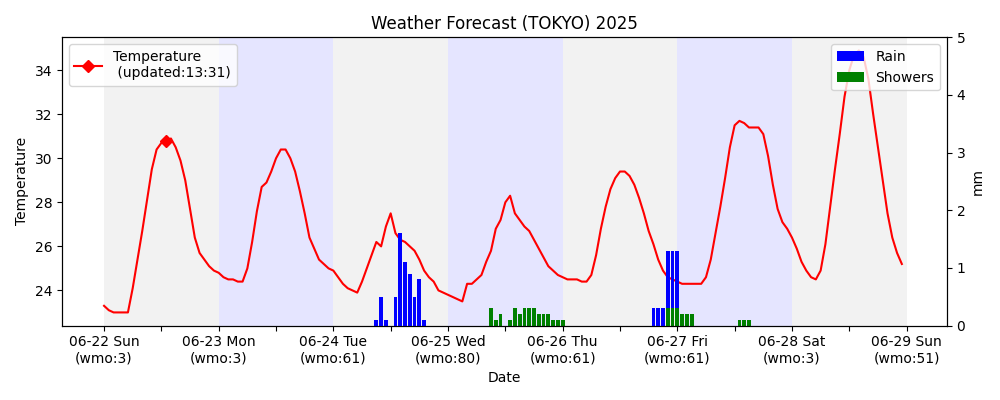 Weather Forecast (TOKYO) 2025
Temperature
(updated:13:31)
Rain
Showers
34
32
30
28
26
24
Temperature
5
4
3
2
1
0
mm
06-22 Sun
(wmo:3)
06-23 Mon
(wmo:3)
06-24 Tue
(wmo:61)
06-25 Wed
(wmo:80)
06-26 Thu
(wmo:61)
06-27 Fri
(wmo:61)
06-28 Sat
(wmo:3)
06-29 Sun
(wmo:51)
Date